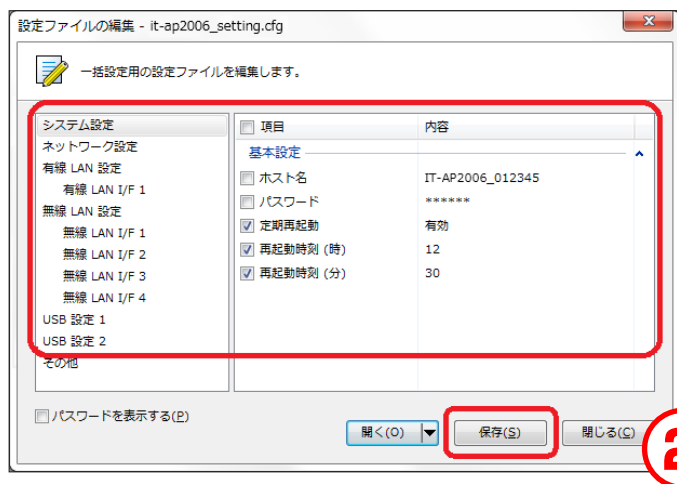 設定ファイルの編集 - it-ap2006_setting.cfg
一括設定用の設定ファイルを編集します。
システム設定
ネットワーク設定
有線 LAN 設定
有線 LAN I/F 1
無線 LAN 設定
無線 LAN I/F 1
無線 LAN I/F 2
無線 LAN I/F 3
無線 LAN I/F 4
USB 設定 1
USB 設定 2
その他
項目 内容
基本設定
ホスト名 IT-AP2006_012345
パスワード ******
定期再起動 有効
再起動時刻 (時) 12
再起動時刻 (分) 30
パスワードを表示する(P)
開く(O) 保存(S) 閉じる(C)
2